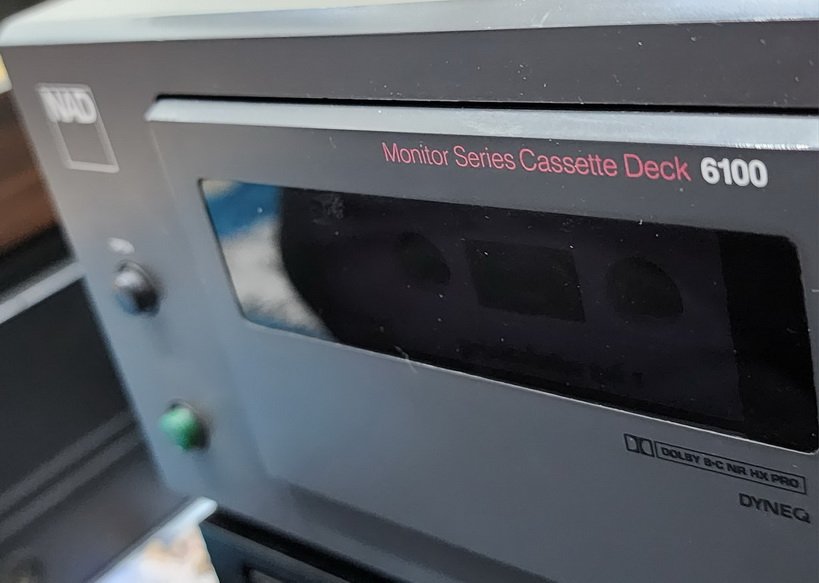 NAD
Monitor Series Cassette Deck 6100
DOLBY B·C NR HX PRO
DYNEQ